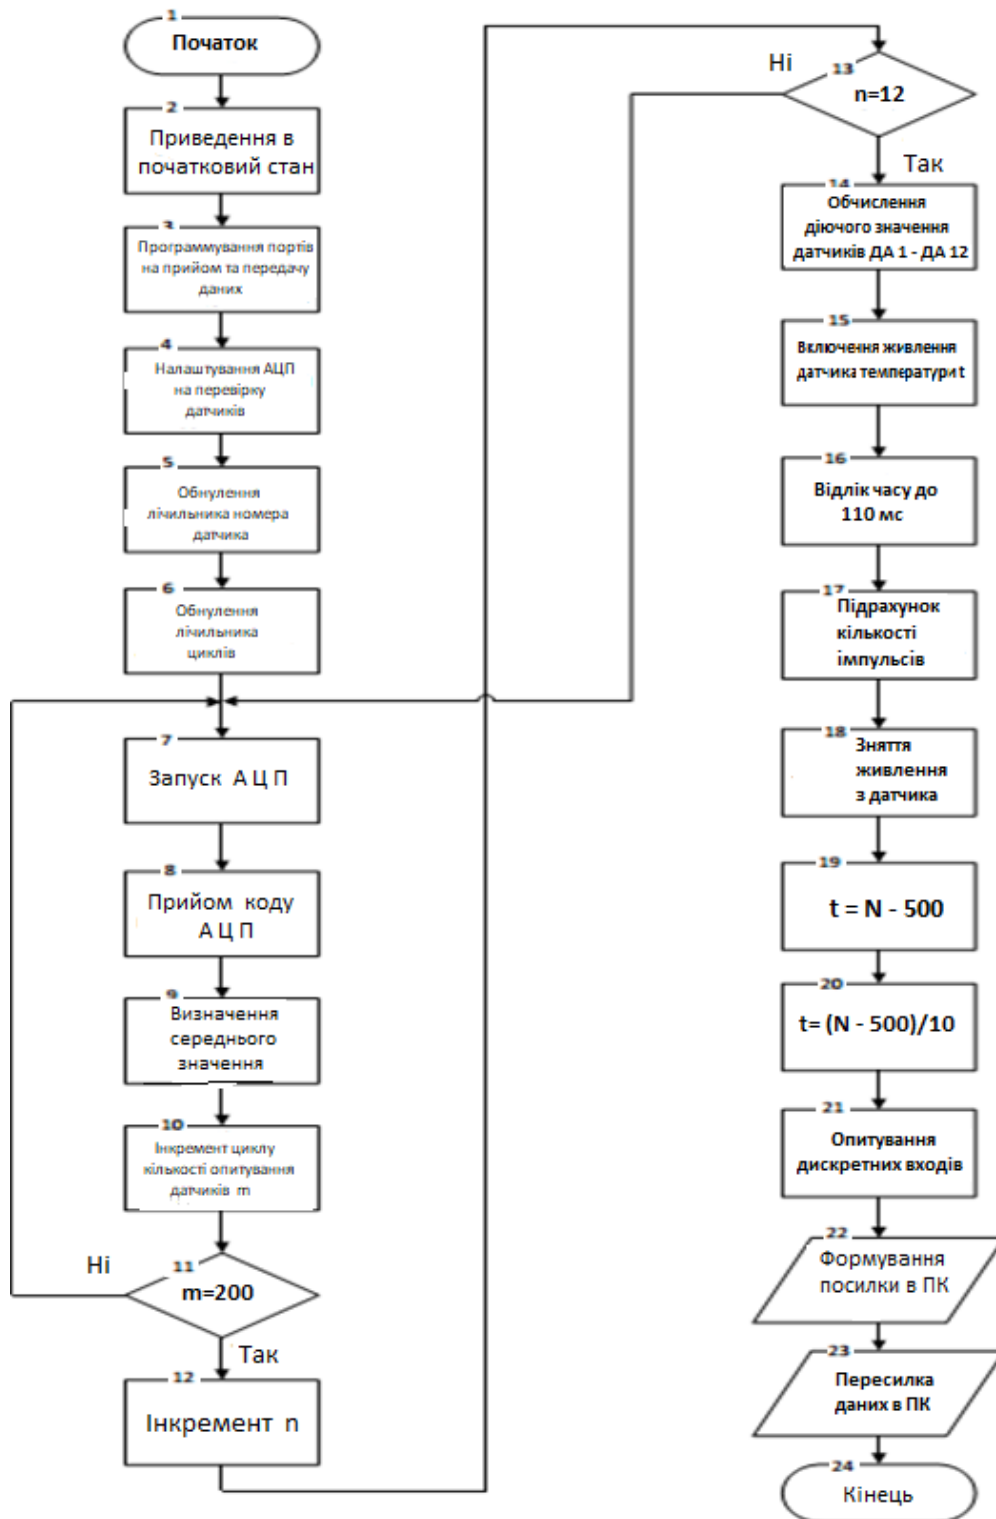 1
Початок
2
Приведення в
початковий стан
3
Программування портів
на прийом та передачу
даних
4
Налаштування АЦП
на перевірку
датчиків
5
Обнулення
лічильника номера
датчика
6
Обнулення
лічильника
циклів
7
Запуск А Ц П
8
Прийом коду
А Ц П
9
Визначення
середнього
значення
10
Інкремент циклу
кількості опитування
датчиків m
Ні
11
m=200
Так
12
Інкремент n
Ні
13
n=12
Так
14
Обчислення
діючого значення
датчиків ДА 1 - ДА 12
15
Включення живлення
датчика температури t
16
Відлік часу до
110 мс
17
Підрахунок
кількості
імпульсів
18
Зняття
живлення
з датчика
19
t = N - 500
20
t= (N - 500)/10
21
Опитування
дискретних входів
22
Формування
посилки в ПК
23
Пересилка
даних в ПК
24
Кінець